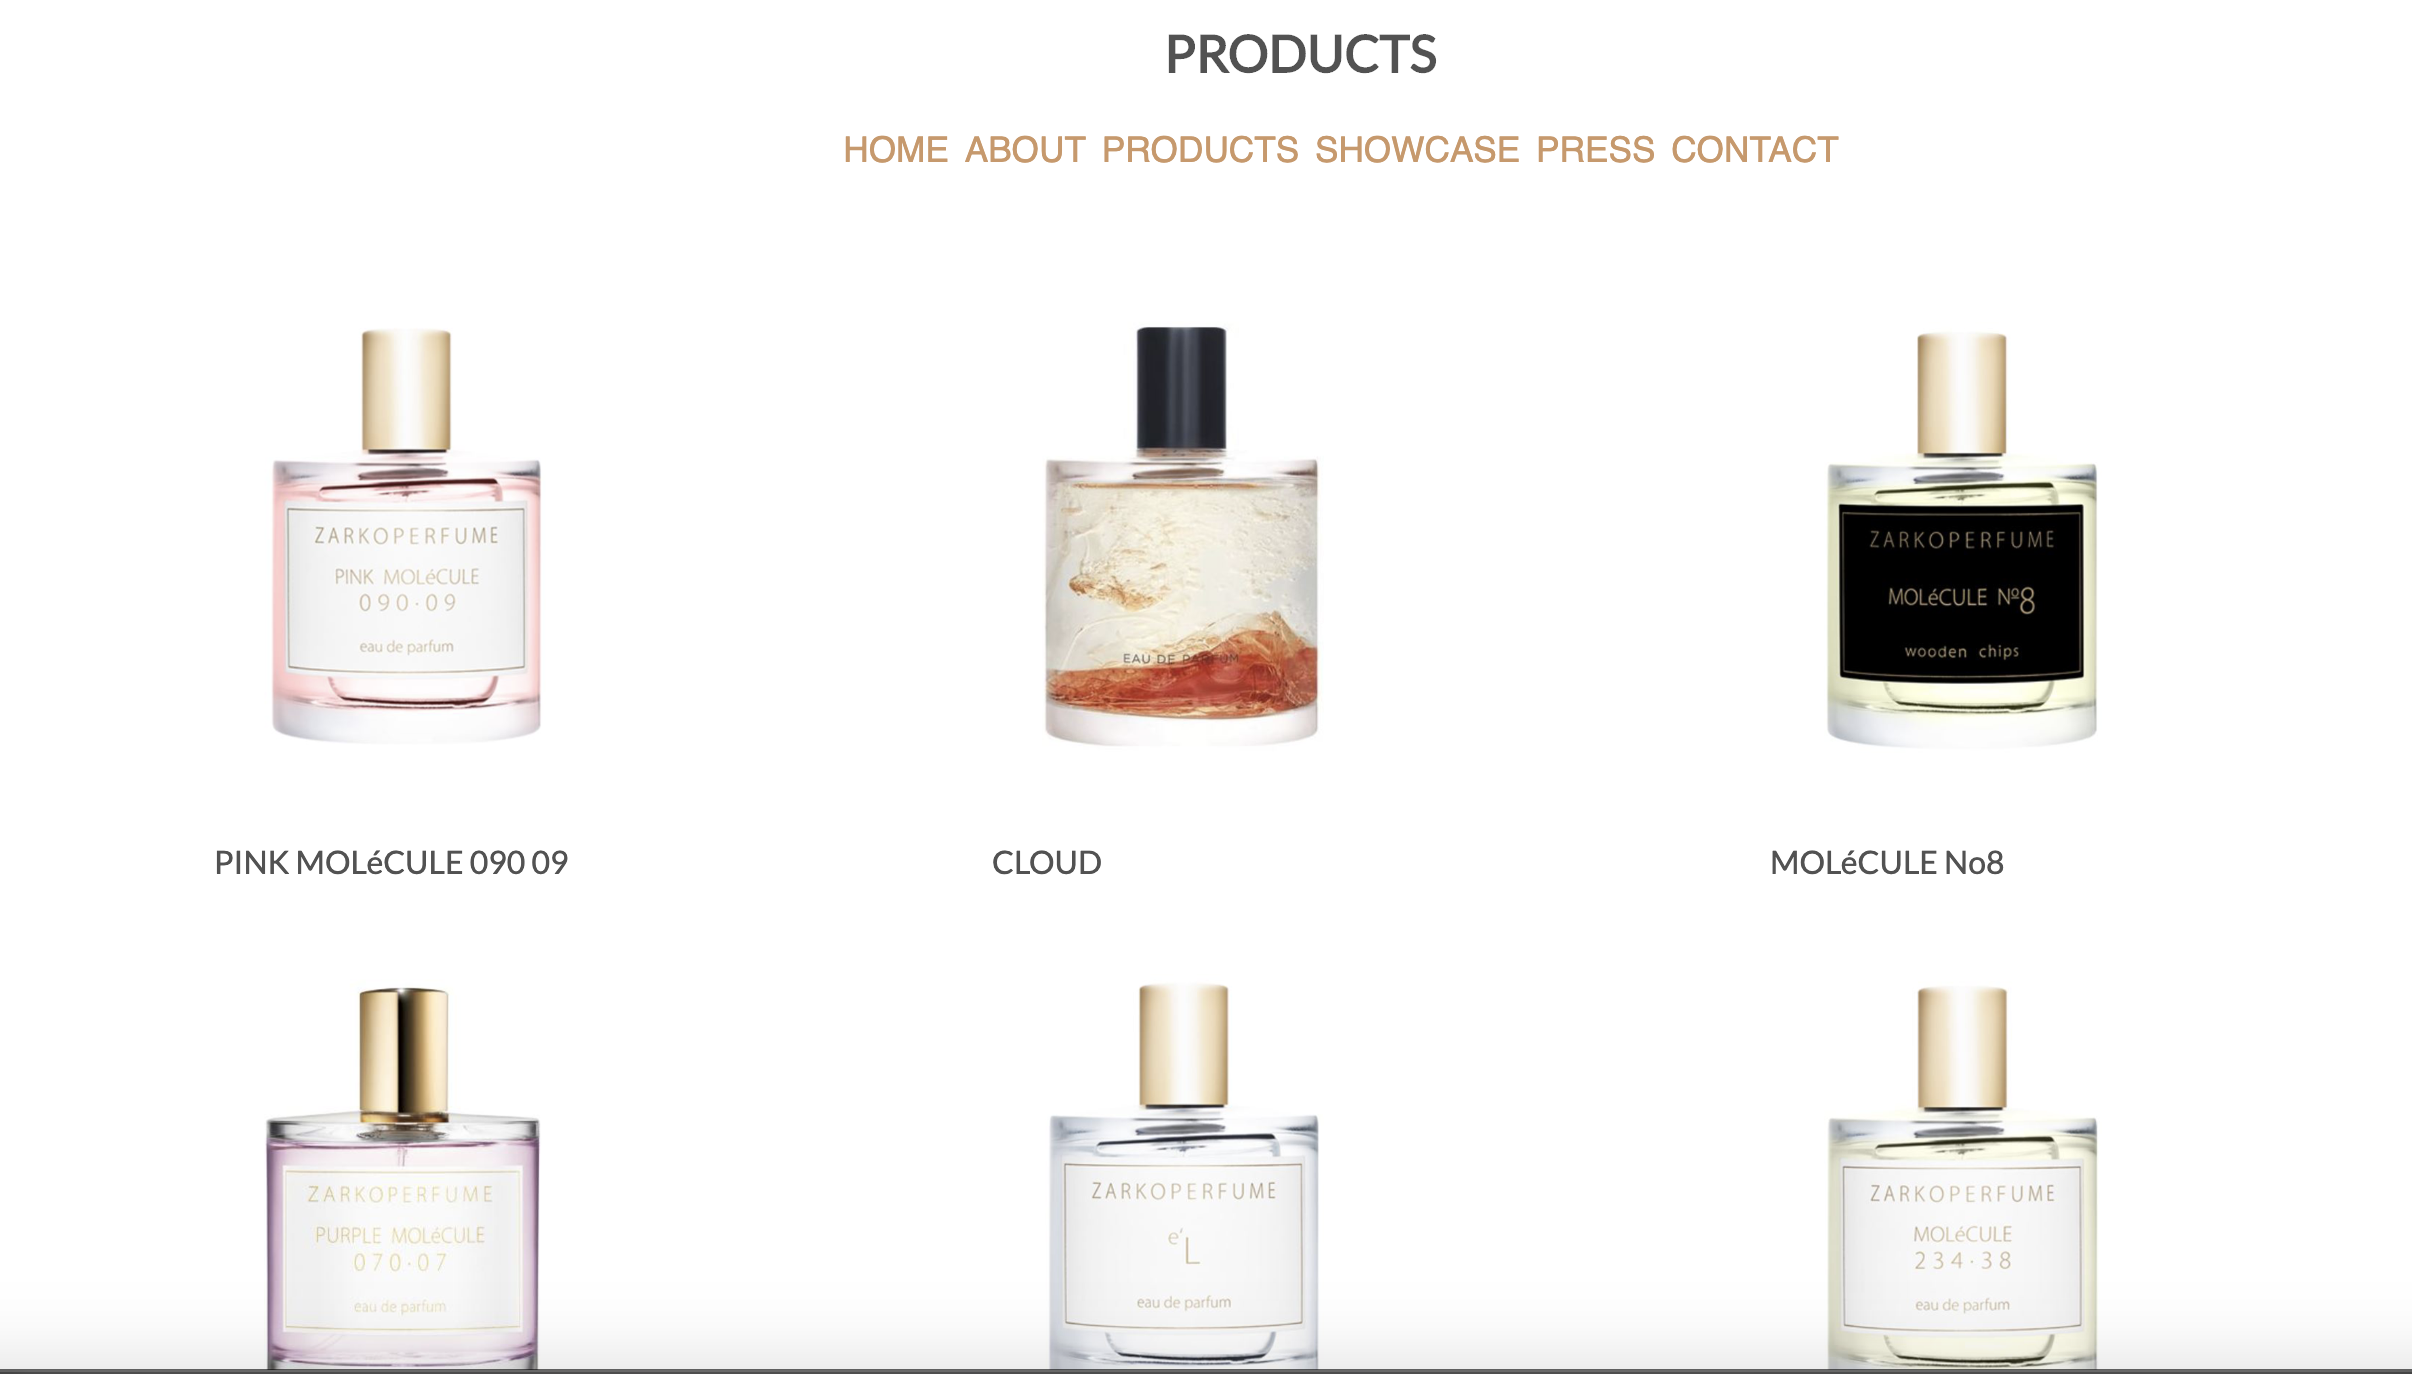 PRODUCTS
HOME ABOUT PRODUCTS SHOWCASE PRESS CONTACT
ZARKOPERFUME
PINK MOLéCULE
090·09
eau de parfum
EAU DE PARFUM
ZARKOPERFUME
MOLéCULE Nº8
wooden chips
PINK MOLéCULE 090 09
CLOUD
MOLéCULE No8
ZARKOPERFUME
PURPLE MOLéCULE
070·07
eau de parfum
ZARKOPERFUME
e'L
eau de parfum
ZARKOPERFUME
MOLéCULE
234·38
eau de parfum